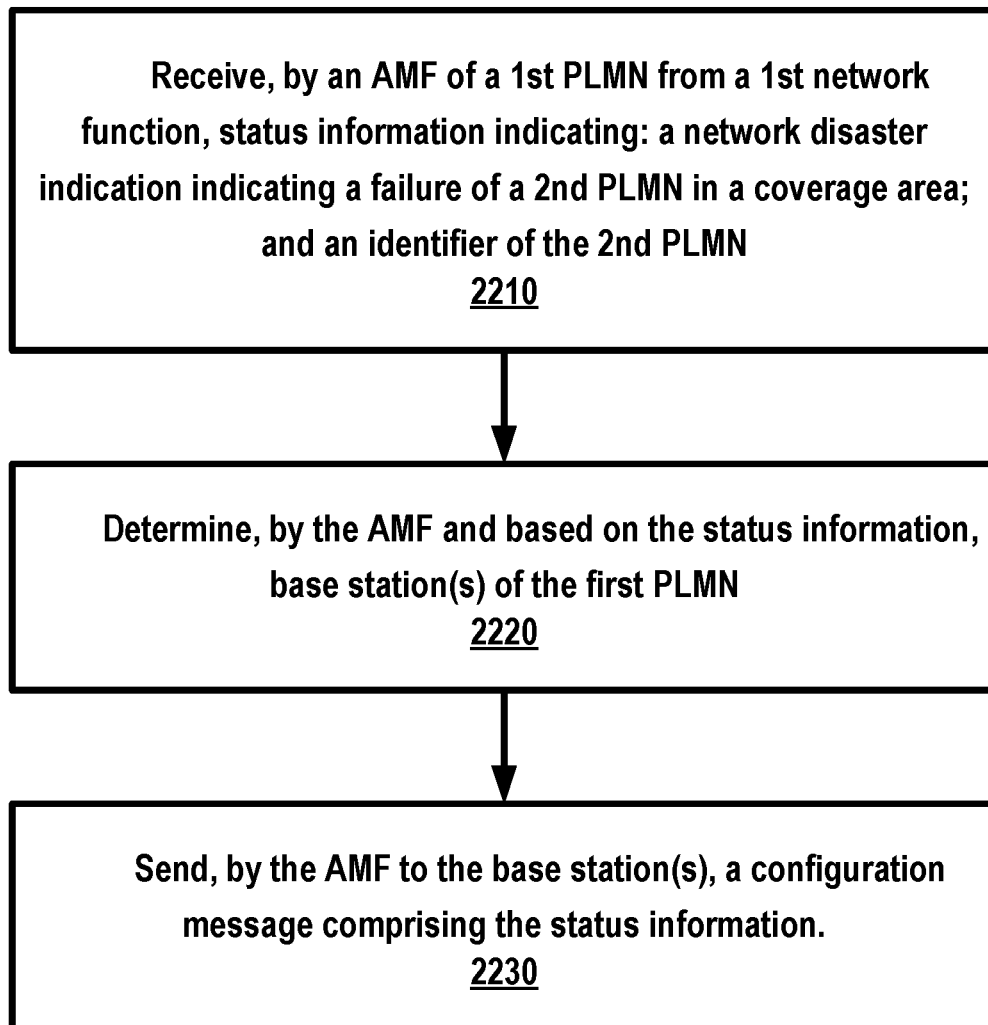 Receive, by an AMF of a 1st PLMN from a 1st network
function, status information indicating: a network disaster
indication indicating a failure of a 2nd PLMN in a coverage area;
and an identifier of the 2nd PLMN
2210
Determine, by the AMF and based on the status information,
base station(s) of the first PLMN
2220
Send, by the AMF to the base station(s), a configuration
message comprising the status information.
2230